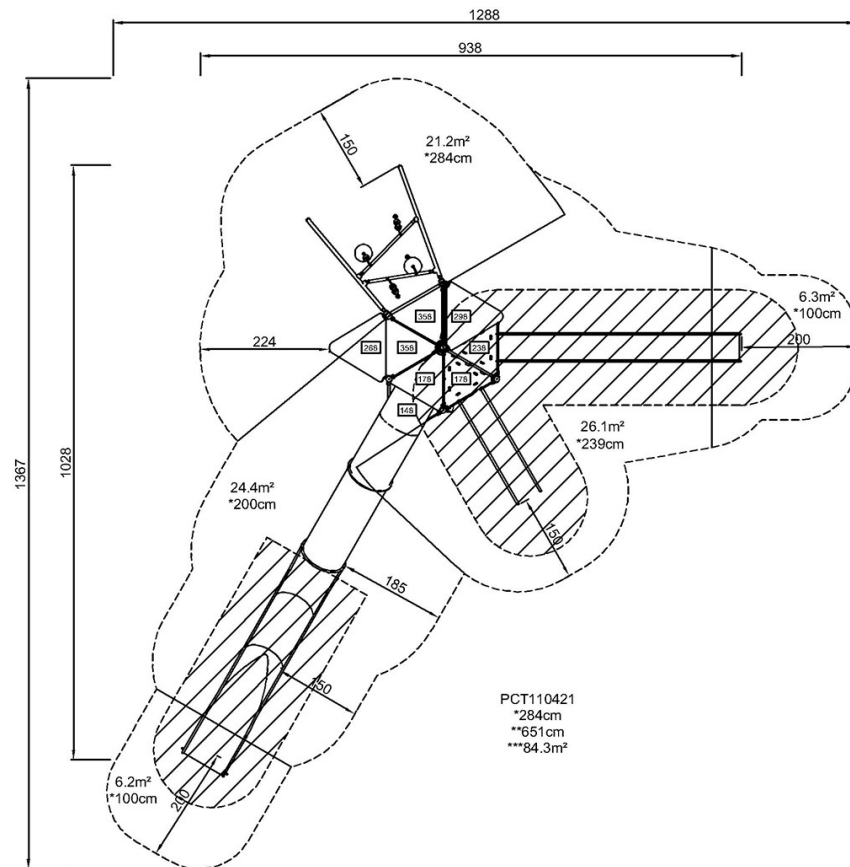 1288
938
150
21.2m²
*284cm
6.3m²
*100cm
358
298
224
268
358
238
200
178
178
148
26.1m²
*239cm
1367
1028
24.4m²
*200cm
150
185
150
PCT110421
*284cm
**651cm
***84.3m²
6.2m²
*100cm
200